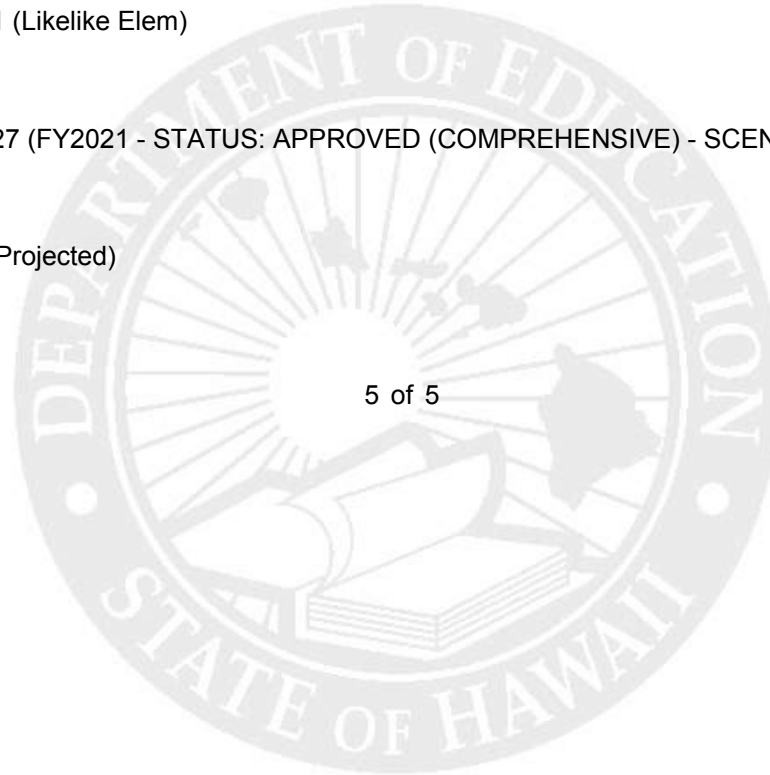 (Likelike Elem)
27 (FY2021 - STATUS: APPROVED (COMPREHENSIVE) - SCEN
Projected)
5 of 5
DEPARTMENT OF EDUCATION
STATE OF HAWAII